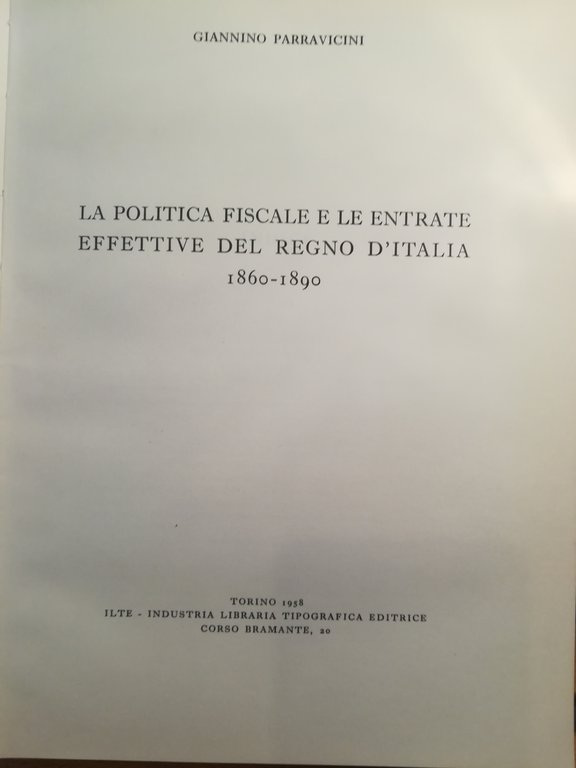 GIANNINO PARRAVICINI
LA POLITICA FISCALE E LE ENTRATE
EFFETTIVE DEL REGNO D'ITALIA
1860-1890
TORINO 1958
ILTE - INDUSTRIA LIBRARIA TIPOGRAFICA EDITRICE
CORSO BRAMANTE, 20